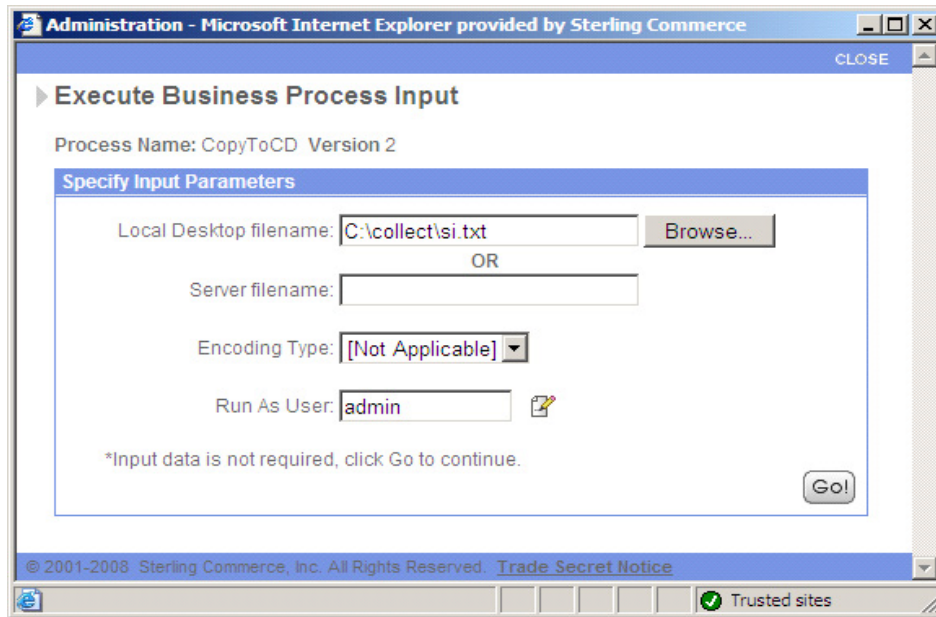 Administration - Microsoft Internet Explorer provided by Sterling Commerce
CLOSE
Execute Business Process Input
Process Name: CopyToCD Version 2
Specify Input Parameters
Local Desktop filename: C:\collect\si.txt Browse...
OR
Server filename:
Encoding Type: [Not Applicable]
Run As User: admin
*Input data is not required, click Go to continue.
Go!
© 2001-2008 Sterling Commerce, Inc. All Rights Reserved. Trade Secret Notice
Trusted sites